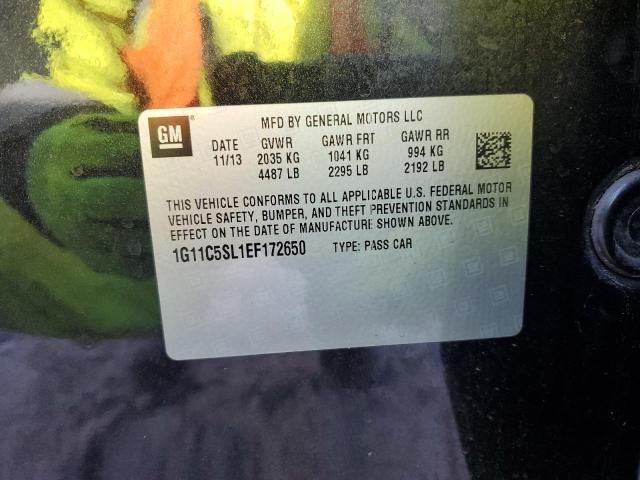 GM
MFD BY GENERAL MOTORS LLC
DATE GVWR GAWR FRT GAWR RR
11/13 2035 KG 1041 KG 994 KG
4487 LB 2295 LB 2192 LB
THIS VEHICLE CONFORMS TO ALL APPLICABLE U.S. FEDERAL MOTOR
VEHICLE SAFETY, BUMPER, AND THEFT PREVENTION STANDARDS IN
EFFECT ON THE DATE OF MANUFACTURE SHOWN ABOVE.
1G11C5SL1EF172650 TYPE: PASS CAR